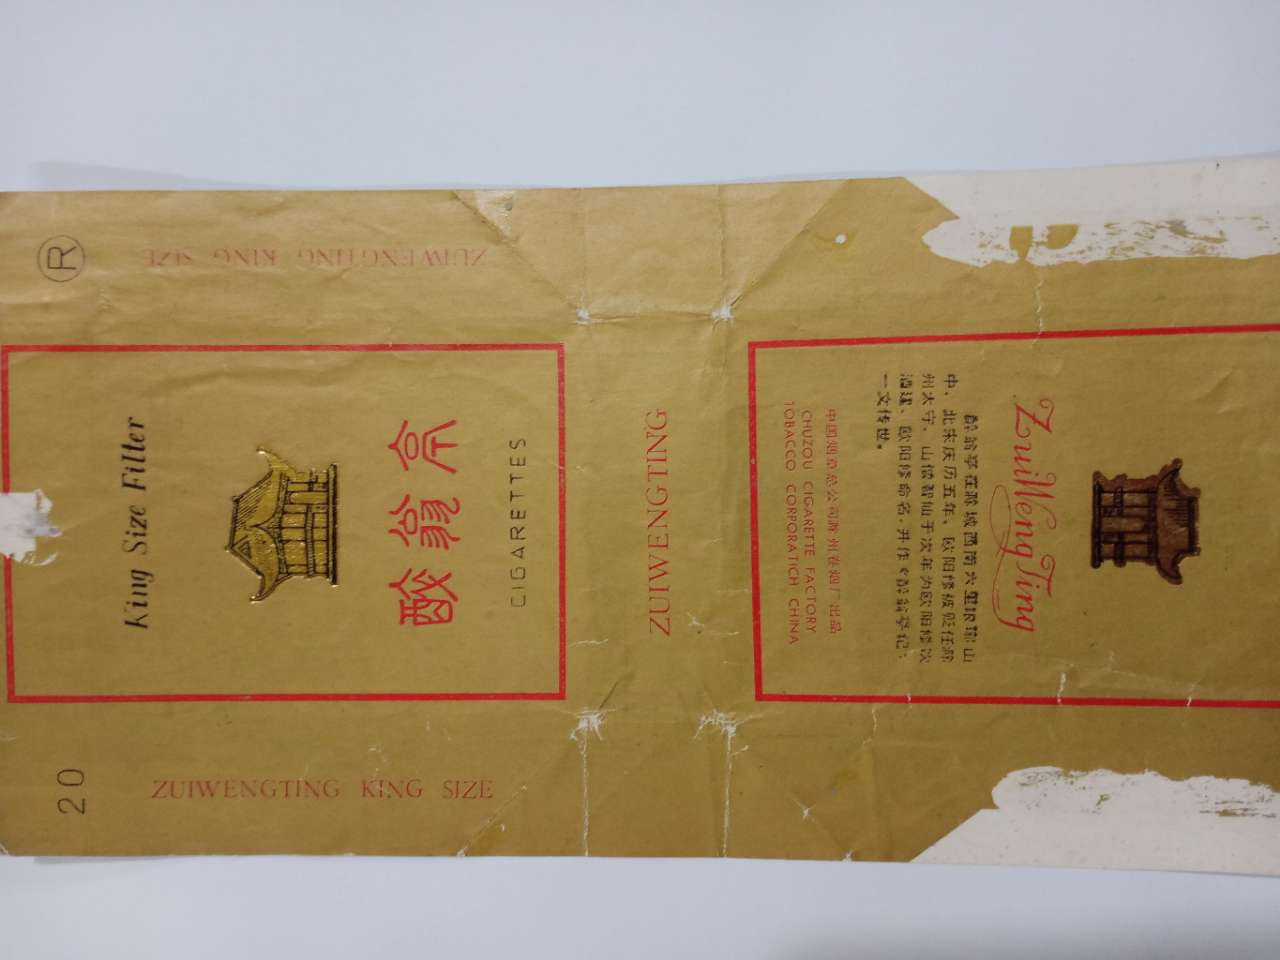 King Size Filter
醉翁亭
CIGARETTES
ZUIWENGTING
ZUIWENGTING KING SIZE
ZUIWENGTING KING SIZE
20
®
ZuiWengTing
醉翁亭在滁城西南六里琅琊山
中，北宋庆历五年，欧阳修被贬任滁
州太守，山僧智仙于次年为欧阳修饮
酒建，欧阳修命名，并作《醉翁亭记》
一文传世。
中国烟草总公司滁州卷烟厂出品
CHUZOU CIGARETTE FACTORY
TOBACCO CORPORATICH CHINA